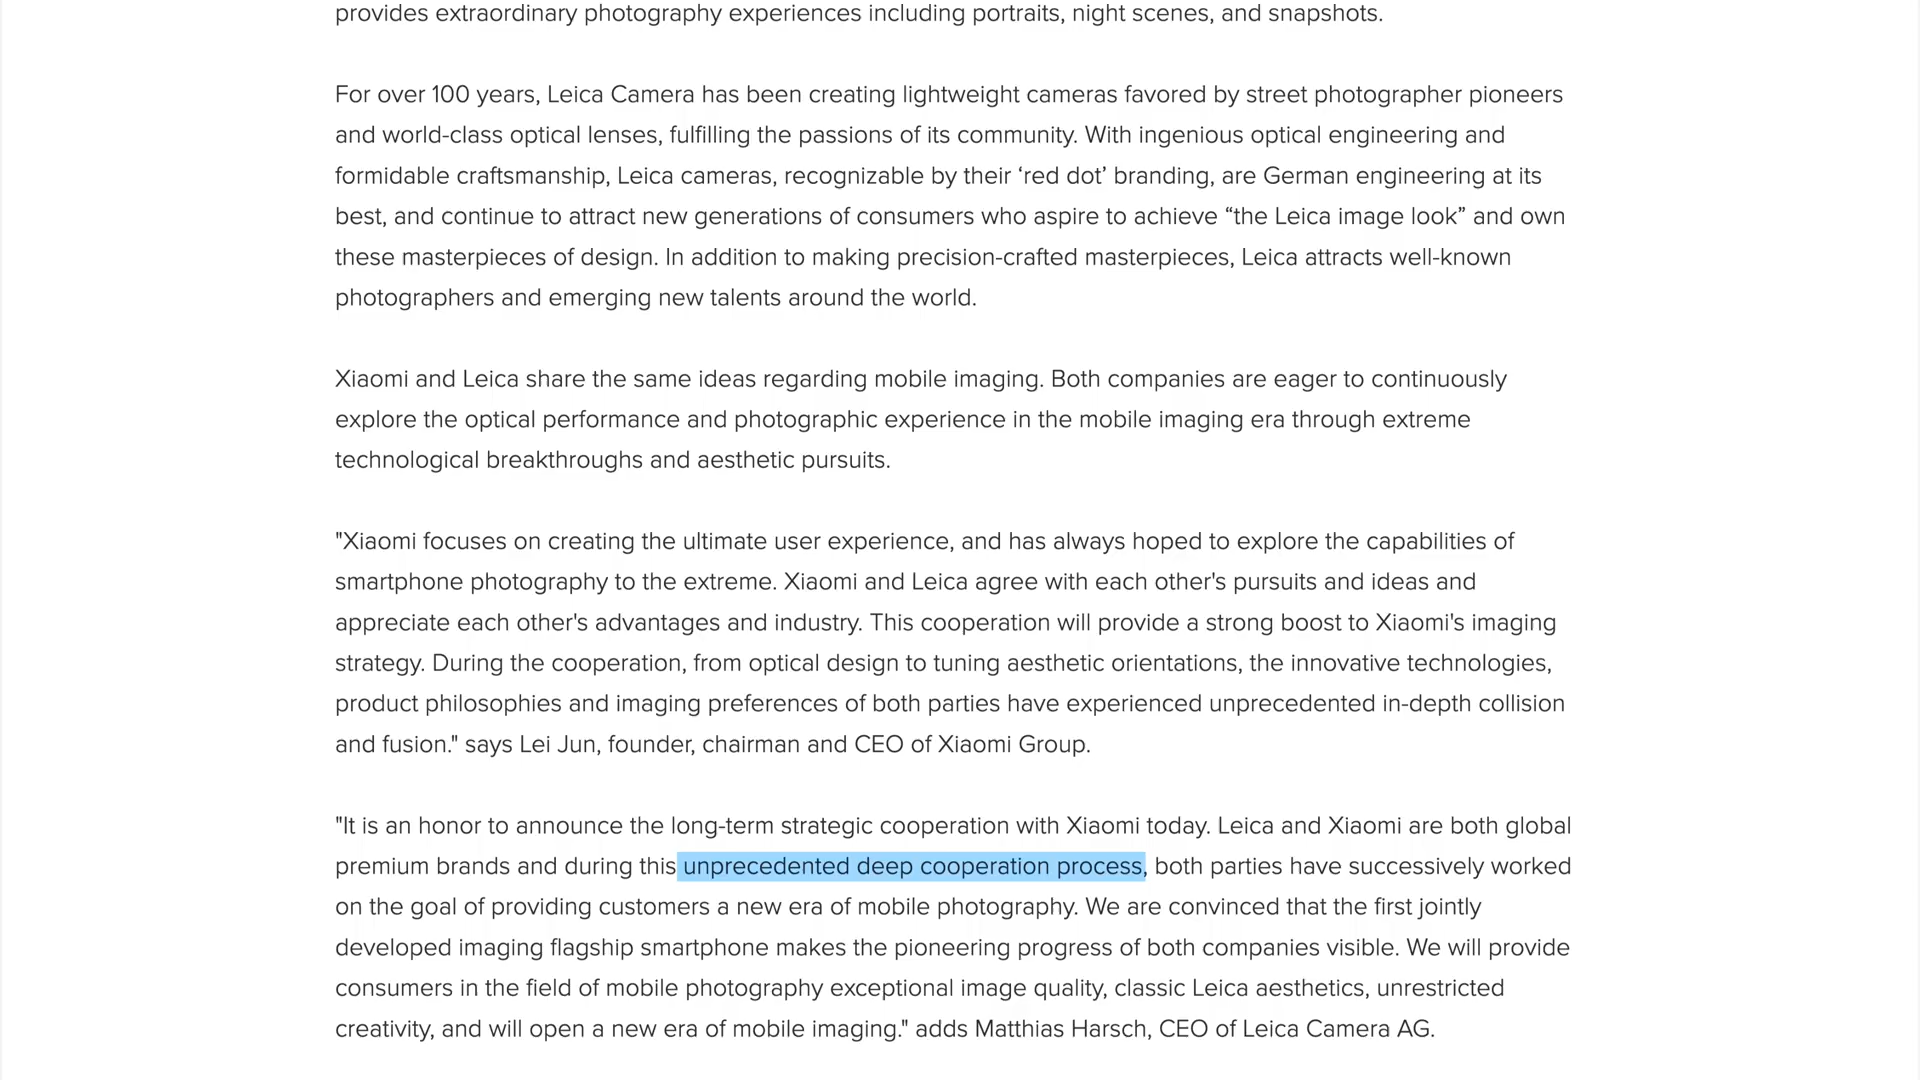 provides extraordinary photography experiences including portraits, night scenes, and snapshots.
For over 100 years, Leica Camera has been creating lightweight cameras favored by street photographer pioneers
and world-class optical lenses, fulfilling the passions of its community. With ingenious optical engineering and
formidable craftsmanship, Leica cameras, recognizable by their ‘red dot’ branding, are German engineering at its
best, and continue to attract new generations of consumers who aspire to achieve “the Leica image look” and own
these masterpieces of design. In addition to making precision-crafted masterpieces, Leica attracts well-known
photographers and emerging new talents around the world.
Xiaomi and Leica share the same ideas regarding mobile imaging. Both companies are eager to continuously
explore the optical performance and photographic experience in the mobile imaging era through extreme
technological breakthroughs and aesthetic pursuits.
"Xiaomi focuses on creating the ultimate user experience, and has always hoped to explore the capabilities of
smartphone photography to the extreme. Xiaomi and Leica agree with each other's pursuits and ideas and
appreciate each other's advantages and industry. This cooperation will provide a strong boost to Xiaomi's imaging
strategy. During the cooperation, from optical design to tuning aesthetic orientations, the innovative technologies,
product philosophies and imaging preferences of both parties have experienced unprecedented in-depth collision
and fusion." says Lei Jun, founder, chairman and CEO of Xiaomi Group.
"It is an honor to announce the long-term strategic cooperation with Xiaomi today. Leica and Xiaomi are both global
premium brands and during this unprecedented deep cooperation process, both parties have successively worked
on the goal of providing customers a new era of mobile photography. We are convinced that the first jointly
developed imaging flagship smartphone makes the pioneering progress of both companies visible. We will provide
consumers in the field of mobile photography exceptional image quality, classic Leica aesthetics, unrestricted
creativity, and will open a new era of mobile imaging." adds Matthias Harsch, CEO of Leica Camera AG.